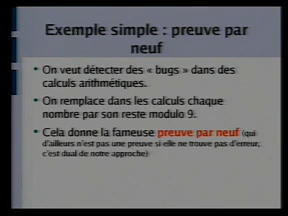 Exemple simple : preuve par
neuf
• On veut détecter des « bugs » dans des
calculs arithmétiques.
• On remplace dans les calculs chaque
nombre par son reste modulo 9.
• Cela donne la fameuse preuve par neuf (qui
d'ailleurs n'est pas une preuve si elle ne trouve pas d'erreur,
c'est dual de notre approche)